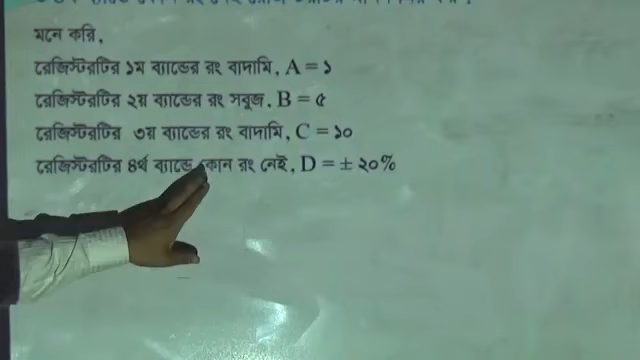 মনে করি,
রেজিস্টরটির ১ম ব্যান্ডের রং বাদামি, A = ১
রেজিস্টরটির ২য় ব্যান্ডের রং সবুজ, B = ৫
রেজিস্টরটির ৩য় ব্যান্ডের রং বাদামি, C = ১০
রেজিস্টরটির ৪র্থ ব্যান্ডে কোন রং নেই, D = ± ২০%